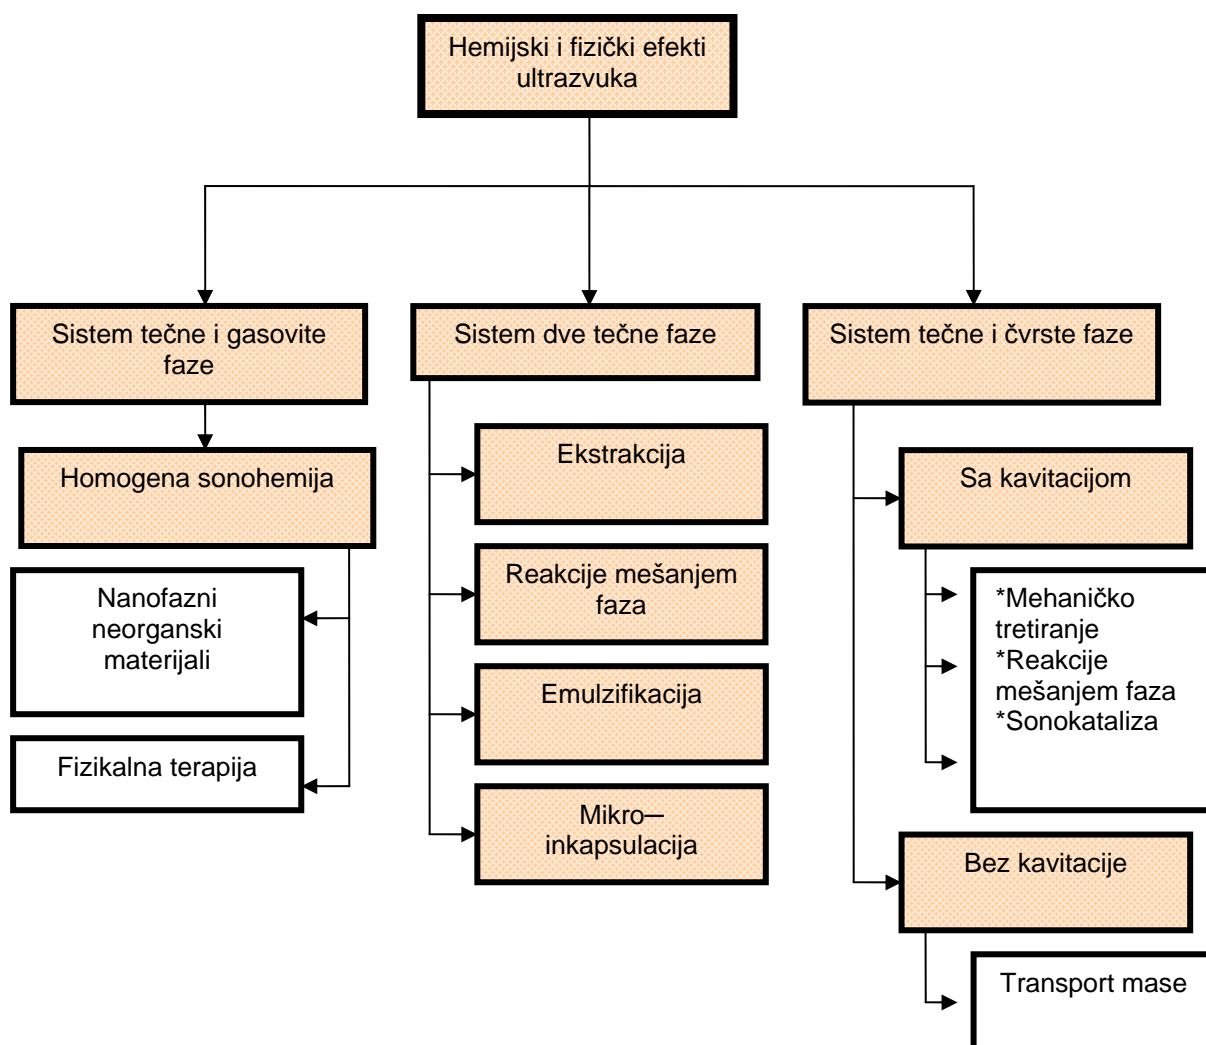 Hemijski i fizički efekti
ultrazvuka
Sistem tečne i gasovite
faze
Sistem dve tečne faze
Sistem tečne i čvrste faze
Homogena sonohemija
Nanofazni
neorganski
materijali
Fizikalna terapija
Ekstrakcija
Reakcije mešanjem
faza
Emulzifikacija
Mikro—
inkapsulacija
Sa kavitacijom
*Mehaničko
tretiranje
*Reakcije
mešanjem faza
*Sonokataliza
Bez kavitacije
Transport mase